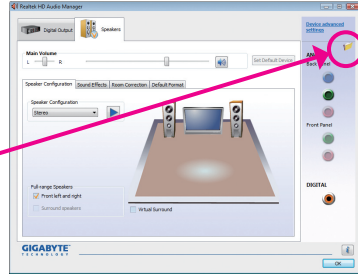 Realtek HD Audio Manager
Digital Output
Speakers
Device advanced settings
Main Volume
L
R
Set Default Device
ANALOG
Back Panel
Speaker Configuration
Sound Effects
Room Correction
Default Format
Speaker Configuration
Stereo
Front Panel
Full-range Speakers
Front left and right
Surround speakers
Virtual Surround
DIGITAL
GIGABYTE
TECHNOLOGY
OK